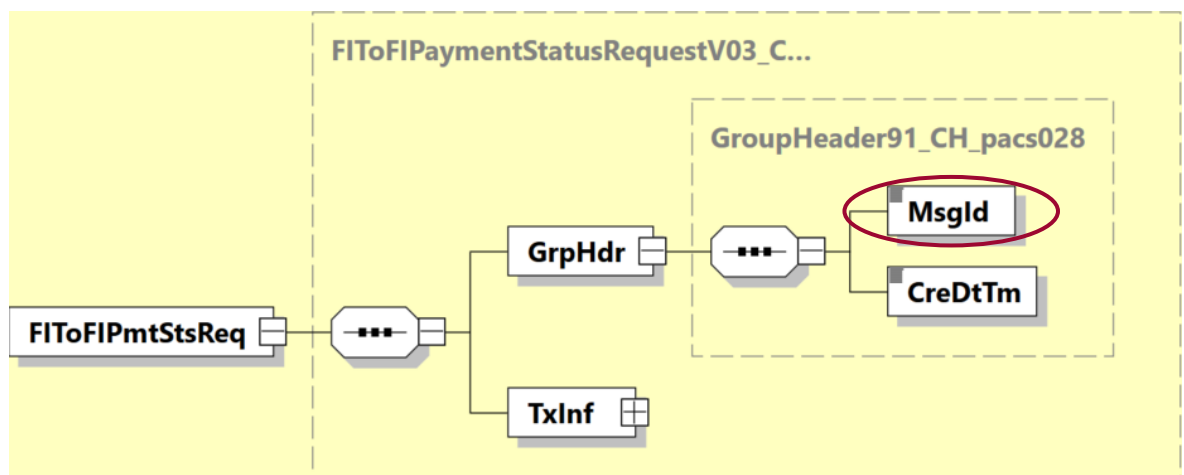 FIToFIPaymentStatusRequestV03_C...
GroupHeader91_CH_pacs028
MsgId
GrpHdr
CreDtTm
FIToFIPmtStsReq
TxInf